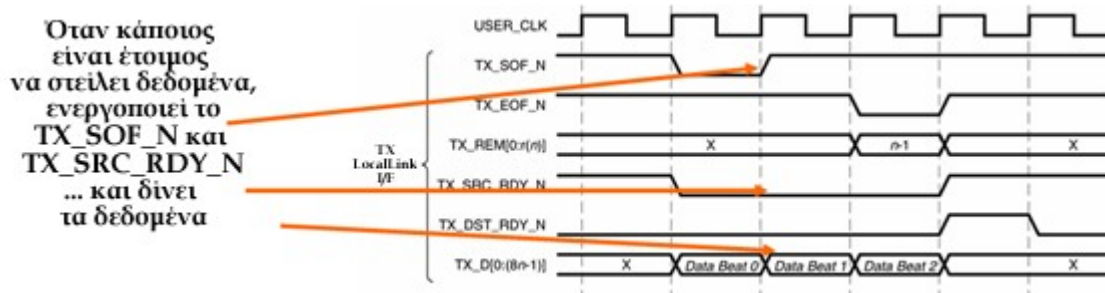 Όταν κάποιος
είναι έτοιμος
να στείλει δεδομένα,
ενεργοποιεί το
TX_SOF_N και
TX_SRC_RDY_N
... και δίνει
τα δεδομένα
TX
LocalLink
I/F
USER_CLK
TX_SOF_N
TX_EOF_N
TX_REM[0:r(n)] X n-1 X
TX_SRC_RDY_N
TX_DST_RDY_N
TX_D[0:(8n-1)] X Data Beat 0 Data Beat 1 Data Beat 2 X